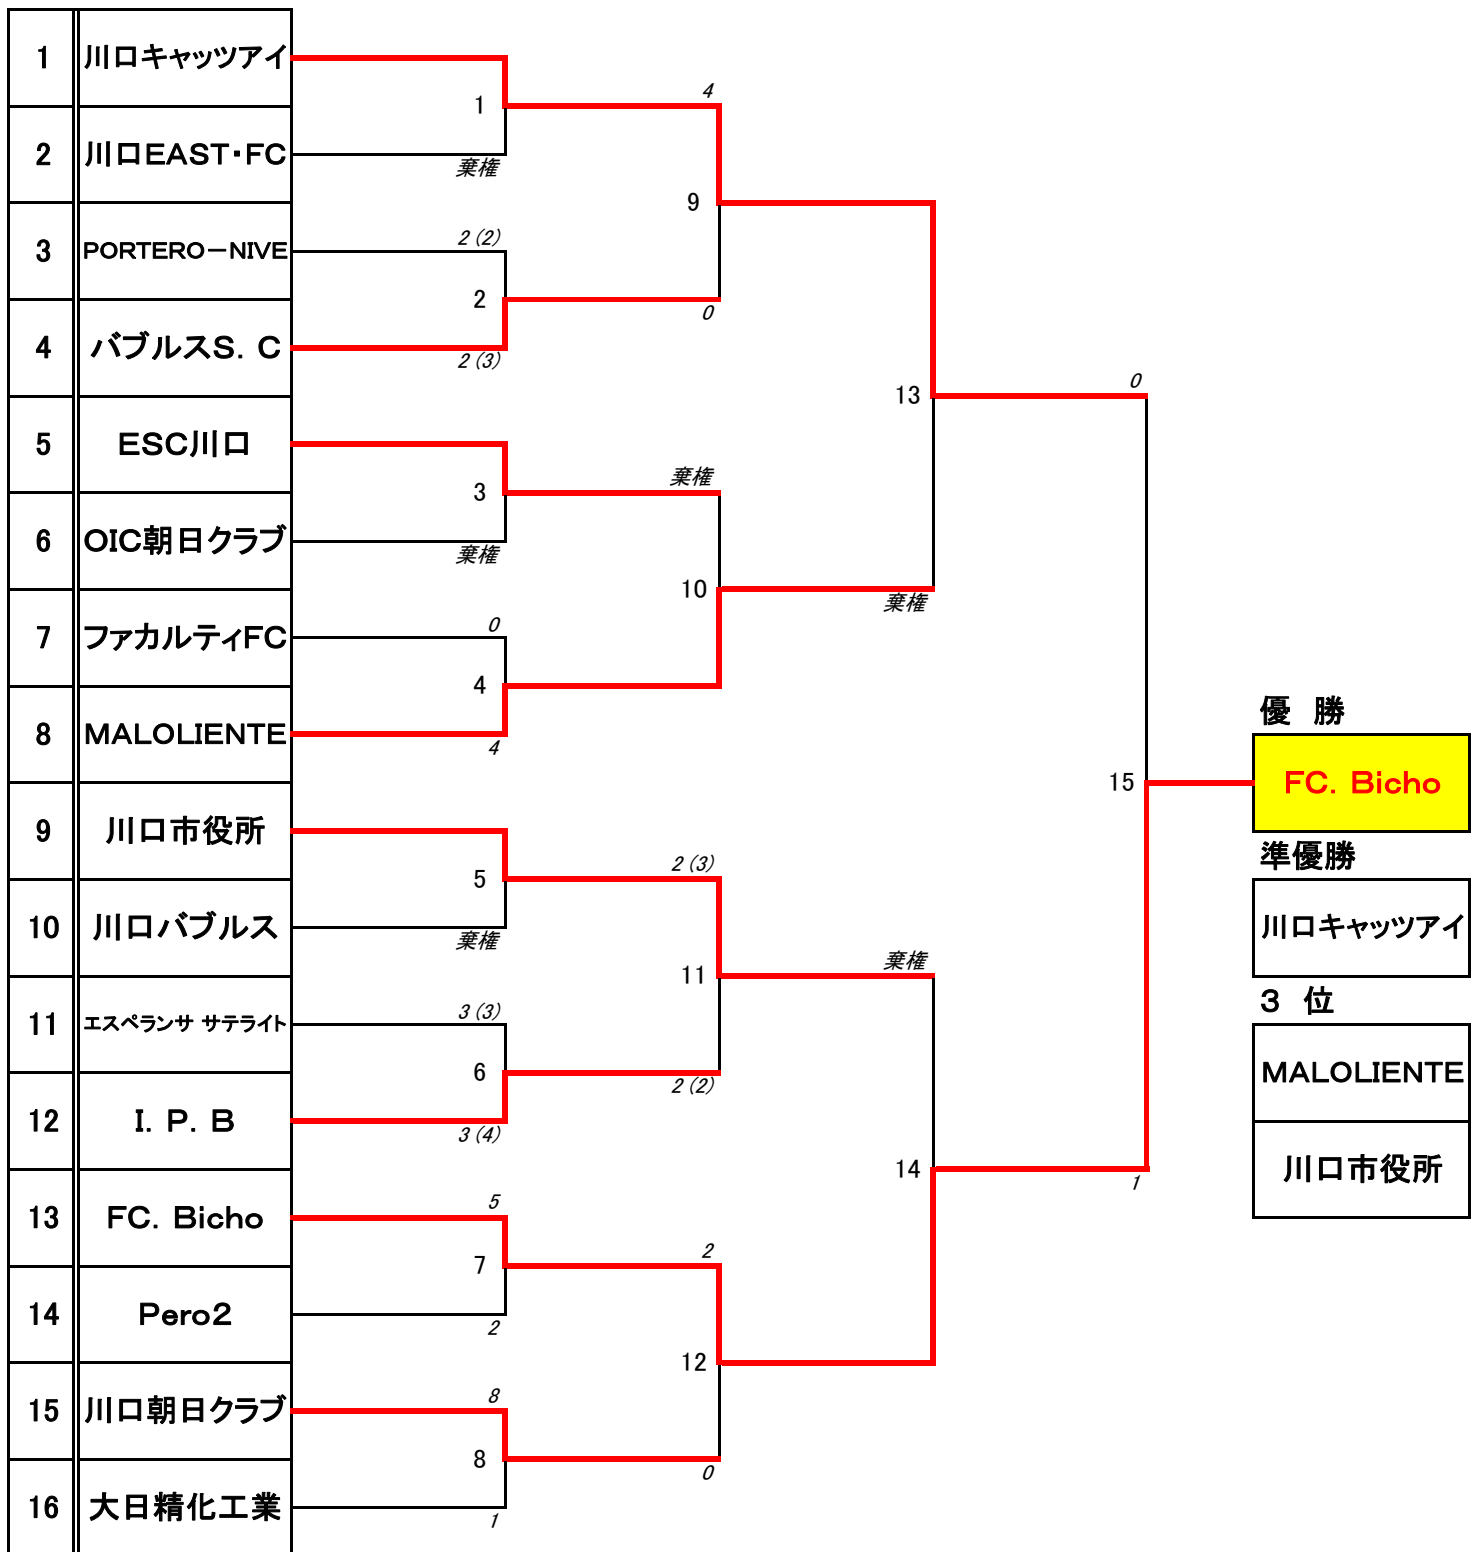 1 川口キャッツアイ
4
1
2 川口EAST・FC
棄権
9
3 PORTERO－NIVE
2(2)
2
0
4 バブルスS．C
2(3)
0
13
5 ESC川口
棄権
3
6 OIC朝日クラブ
棄権
10
棄権
7 ファカルティFC
0
4
8 MALOLIENTE
4
優　勝
15
FC．Bicho
9 川口市役所
準優勝
2(3)
5
10 川口バブルス
川口キャッツアイ
棄権
棄権
11
3　位
11 エスペランサ サテライト
3(3)
6
MALOLIENTE
2(2)
12 I．P．B
3(4)
14
川口市役所
1
13 FC．Bicho
5
2
7
14 Pero2
2
12
15 川口朝日クラブ
8
8
0
16 大日精化工業
1